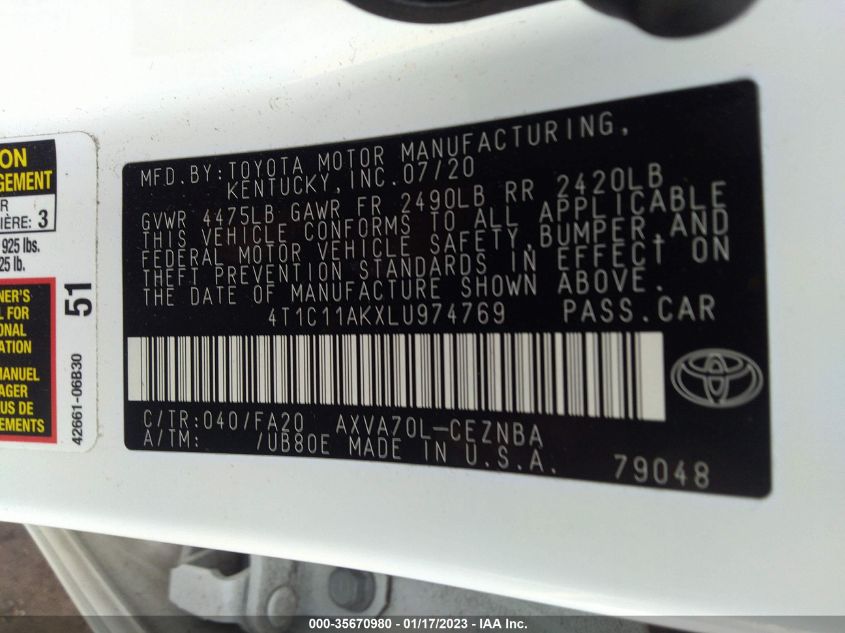 ON
GEMENT
R
IÈRE: 3
925 lbs.
25 lb.
NER'S
L FOR
ONAL
ATION
MANUEL
AGER
US DE
EMENTS
51
42661-06B30
MFD.BY:TOYOTA MOTOR MANUFACTURING,
KENTUCKY,INC.07/20
GVWR 4475LB GAWR FR 2490LB RR 2420LB
THIS VEHICLE CONFORMS TO ALL APPLICABLE
FEDERAL MOTOR VEHICLE SAFETY,BUMPER,AND
THEFT PREVENTION STANDARDS IN EFFECT ON
THE DATE OF MANUFACTURE SHOWN ABOVE.
4T1C11AKXLU974769 PASS.CAR
C/TR:040/FA20 AXVA70L-CEZNBA
A/TM: /UB80E MADE IN U.S.A.
79048
000-35670980 - 01/17/2023 - IAA Inc.